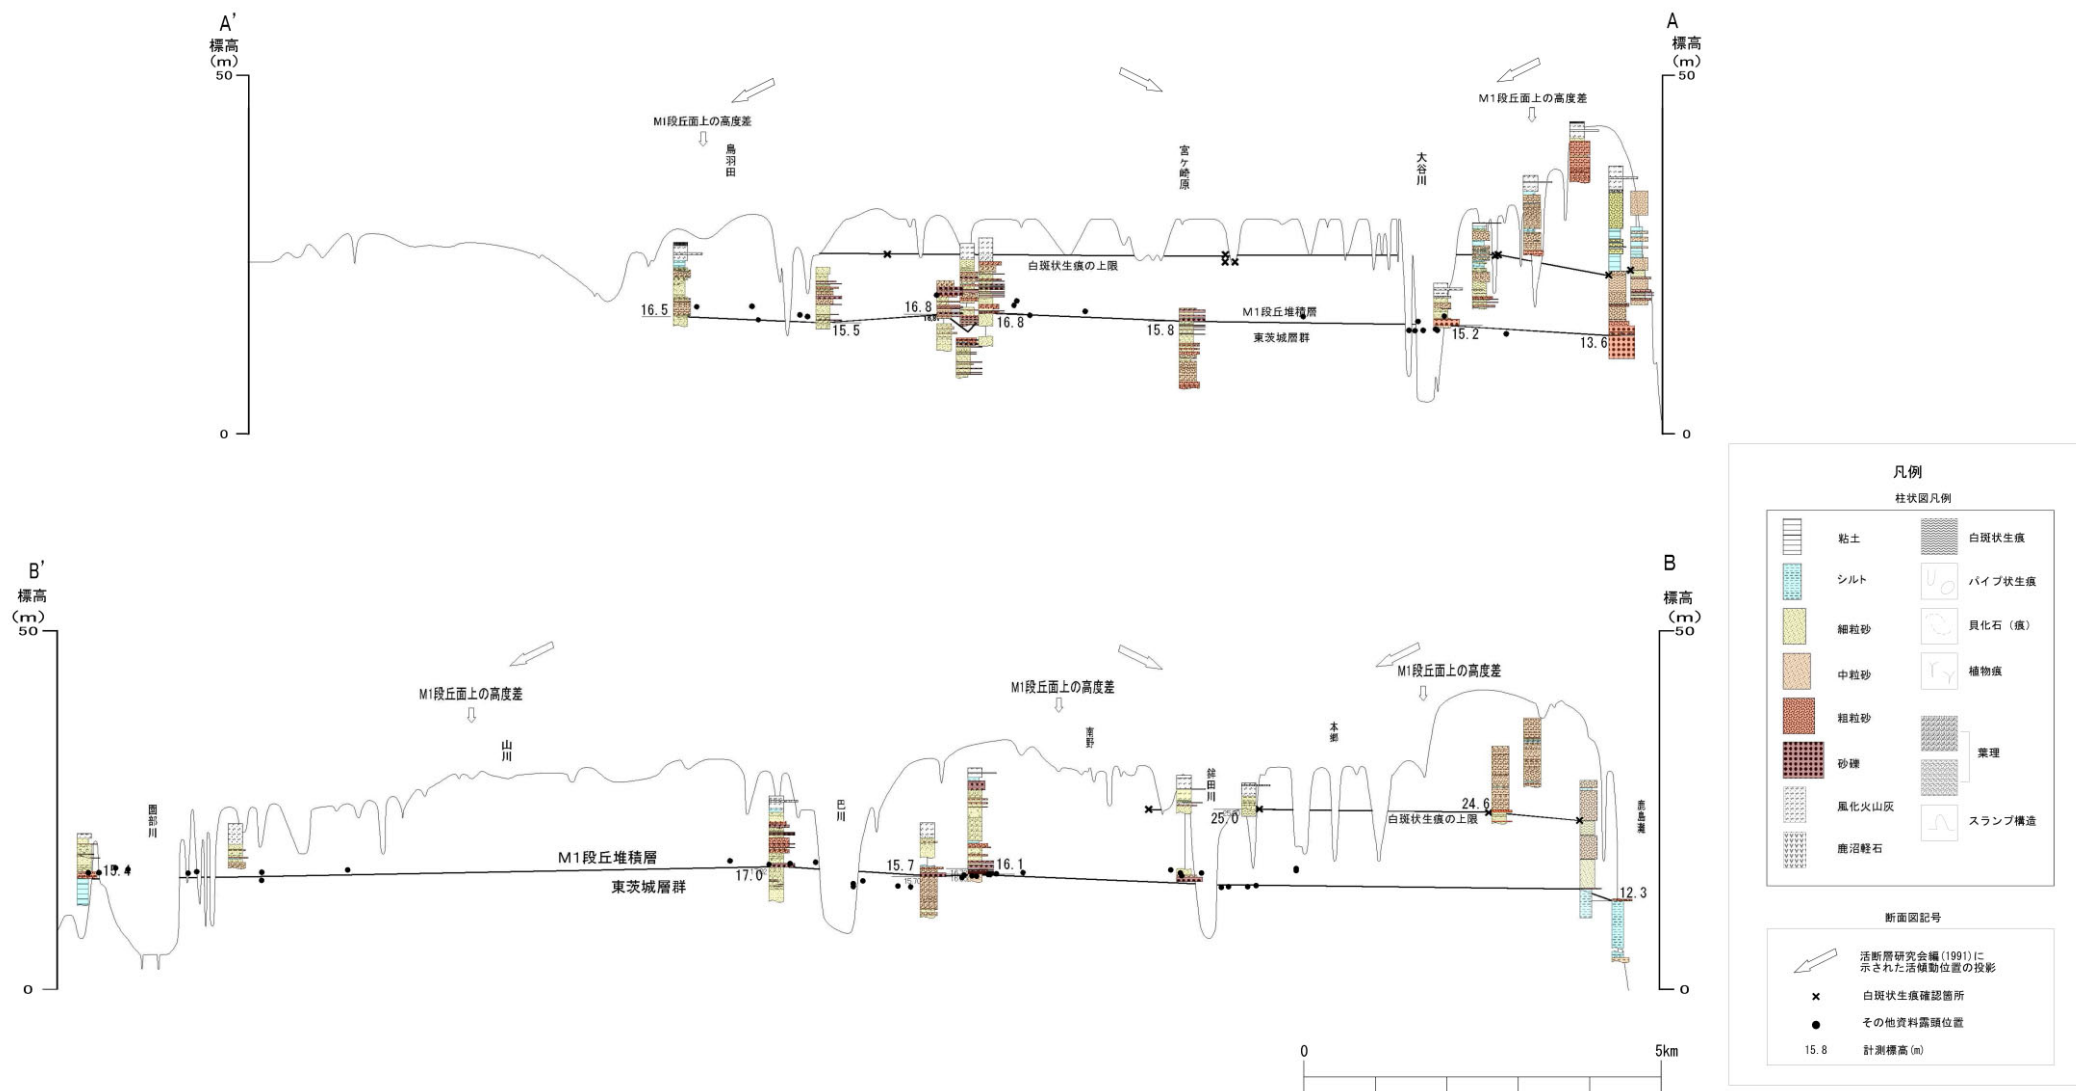 A'
標高
(m)
50
0
A
標高
(m)
50
0
M1段丘面上の高度差
鳥羽田
宮ヶ崎原
大谷川
M1段丘面上の高度差
白斑状生痕の上限
16.5
15.5
16.8
16.8
15.8
M1段丘堆積層
東茨城層群
15.2
13.6
B'
標高
(m)
50
0
B
標高
(m)
50
0
M1段丘面上の高度差
山川
園部川
巴川
M1段丘面上の高度差
南野
鉾田川
本郷
M1段丘面上の高度差
鹿島灘
15.4
M1段丘堆積層
東茨城層群
17.0
15.7
16.1
25.0
24.6
白斑状生痕の上限
12.3
0
5km
凡例
柱状図凡例
粘土
シルト
細粒砂
中粒砂
粗粒砂
砂礫
風化火山灰
鹿沼軽石
白斑状生痕
パイプ状生痕
貝化石(痕)
植物痕
葉理
スランプ構造
断面図記号
活断層研究会編(1991)に
示された活傾動位置の投影
白斑状生痕確認箇所
その他資料露頭位置
15.8
計測標高(m)